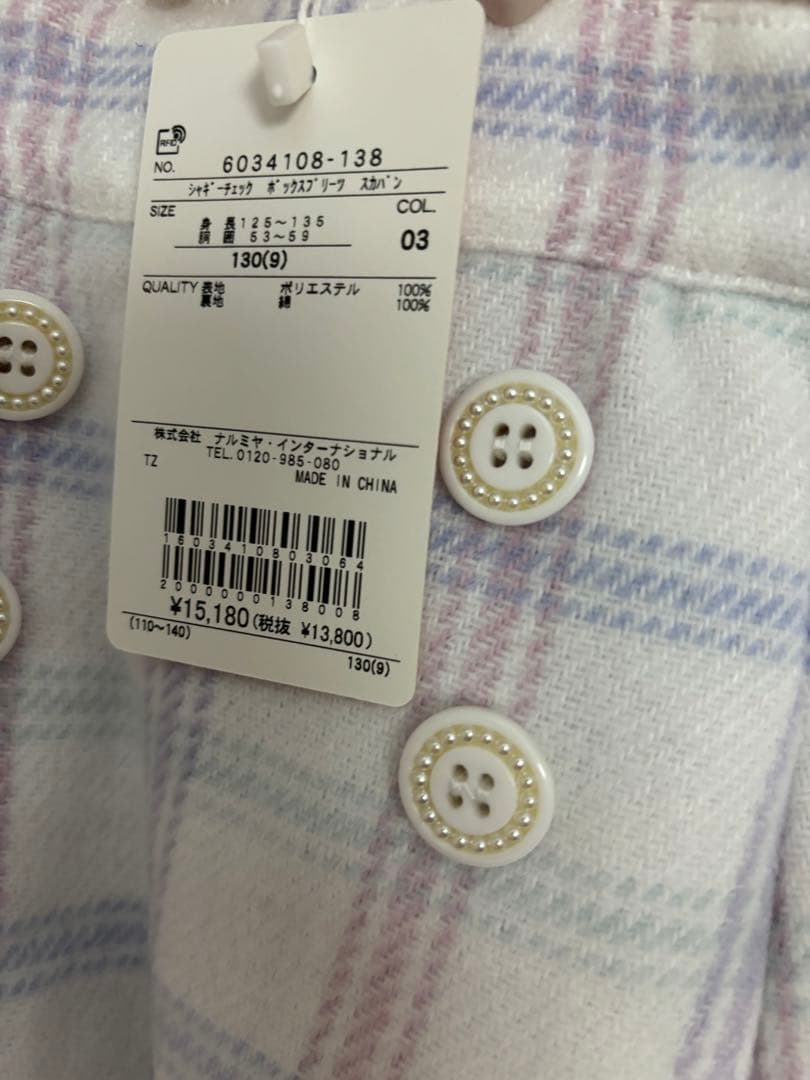 RFID
NO. 6034108-138
シャギーチェック ボックスプリーツ スカパン
SIZE COL.
身長125〜135
胴囲 53〜59
03
130(9)
QUALITY 表地 ポリエステル 100%
裏地 綿 100%
株式会社 ナルミヤ・インターナショナル
TEL.0120-985-080
TZ MADE IN CHINA
1603410803064
2000000138008
¥15,180(税抜 ¥13,800)
(110〜140)
130(9)